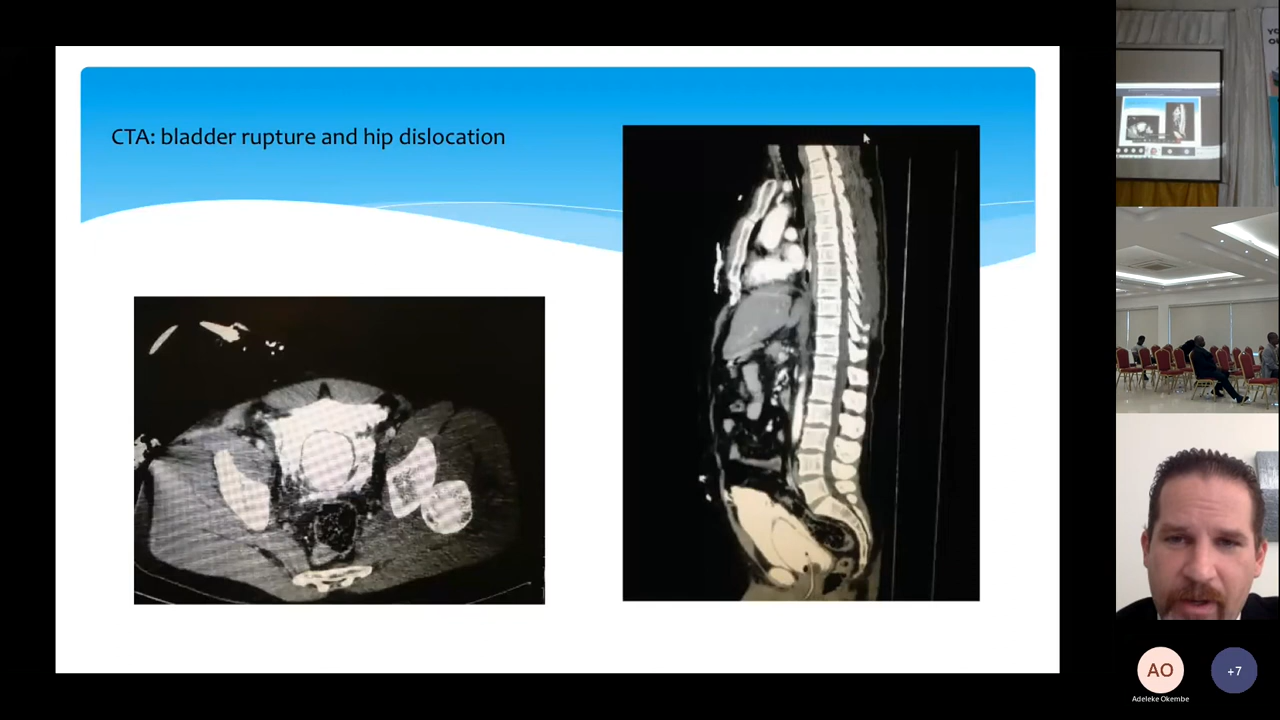 CTA: bladder rupture and hip dislocation
AO
+7
Adeleke Okembe